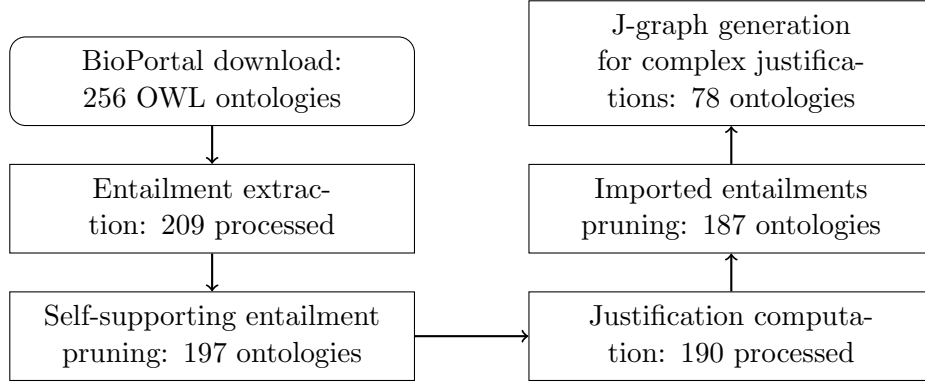 BioPortal download:
256 OWL ontologies
Entailment extrac-
tion: 209 processed
Self-supporting entailment
pruning: 197 ontologies
Justification computa-
tion: 190 processed
Imported entailments
pruning: 187 ontologies
J-graph generation
for complex justifica-
tions: 78 ontologies